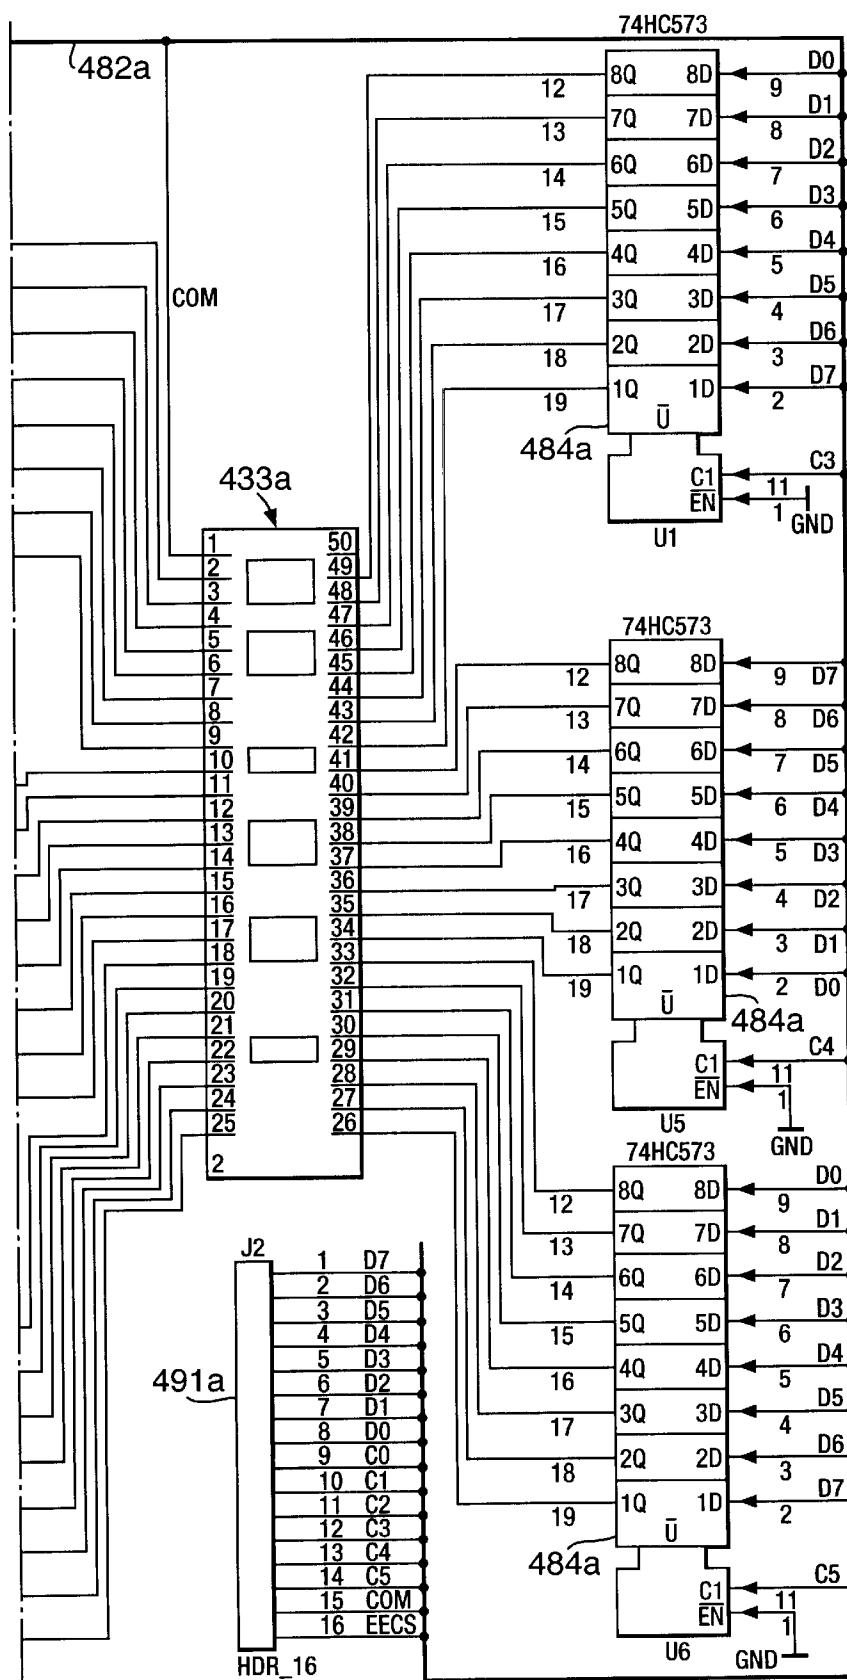 74HC573
482a
8Q 8D
12 9 D0
7Q 7D
13 8 D1
6Q 6D
14 7 D2
5Q 5D
15 6 D3
4Q 4D
16 5 D4
3Q 3D
17 4 D5
2Q 2D
18 3 D6
1Q 1D
19 2 D7
U
484a
C1 11 C3
EN 1 GND
U1
COM
433a
1 50
2 49
3 48
4 47
5 46
6 45
7 44
8 43
9 42
10 41
11 40
12 39
13 38
14 37
15 36
16 35
17 34
18 33
19 32
20 31
21 30
22 29
23 28
24 27
25 26
2
74HC573
8Q 8D
12 9 D7
7Q 7D
13 8 D6
6Q 6D
14 7 D5
5Q 5D
15 6 D4
4Q 4D
16 5 D3
3Q 3D
17 4 D2
2Q 2D
18 3 D1
1Q 1D
19 2 D0
U
484a
C1 11 C4
EN 1 GND
U5
74HC573
8Q 8D
12 9 D0
7Q 7D
13 8 D1
6Q 6D
14 7 D2
5Q 5D
15 6 D3
4Q 4D
16 5 D4
3Q 3D
17 4 D5
2Q 2D
18 3 D6
1Q 1D
19 2 D7
U
484a
C1 11 C5
EN 1 GND
U6
J2
1 D7
2 D6
3 D5
4 D4
5 D3
6 D2
7 D1
8 D0
9 C0
10 C1
11 C2
12 C3
13 C4
14 C5
15 COM
16 EECS
491a
HDR_16